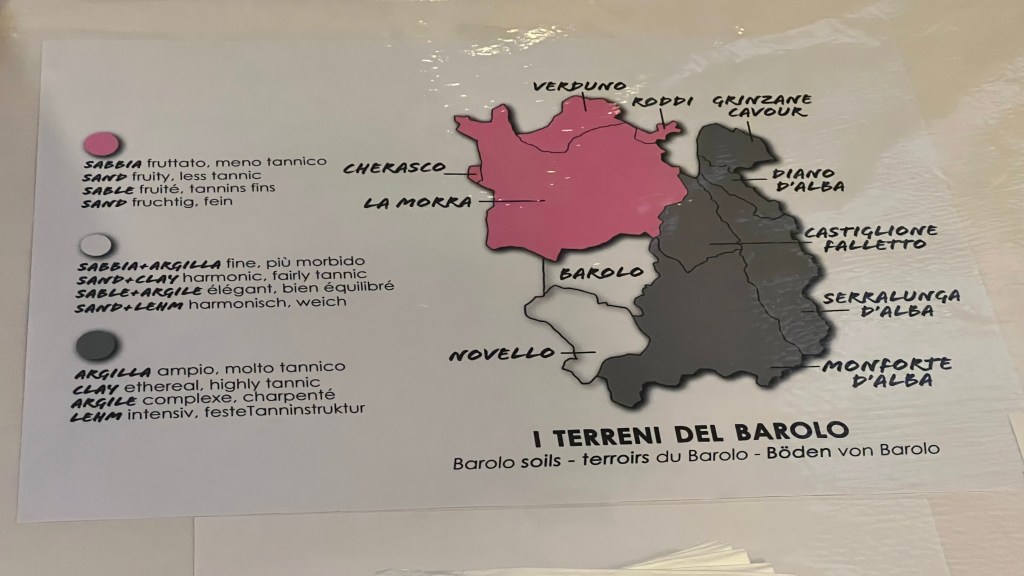 SABBIA fruttato, meno tannico
SAND fruity, less tannic
SABLE fruité, tannins fins
SAND fruchtig, fein
SABBIA+ARGILLA fine, più morbido
SAND+CLAY harmonic, fairly tannic
SABLE+ARGILE élégant, bien équilibré
SAND+LEHM harmonisch, weich
ARGILLA ampio, molto tannico
CLAY ethereal, highly tannic
ARGILE complexe, charpenté
LEHM intensiv, festeTanninstruktur
VERDUNO
RODDI
GRINZANE
CAVOUR
CHERASCO
DIANO
D'ALBA
LA MORRA
CASTIGLIONE
FALLETTO
BAROLO
SERRALUNGA
D'ALBA
NOVELLO
MONFORTE
D'ALBA
I TERRENI DEL BAROLO
Barolo soils - terroirs du Barolo - Böden von Barolo